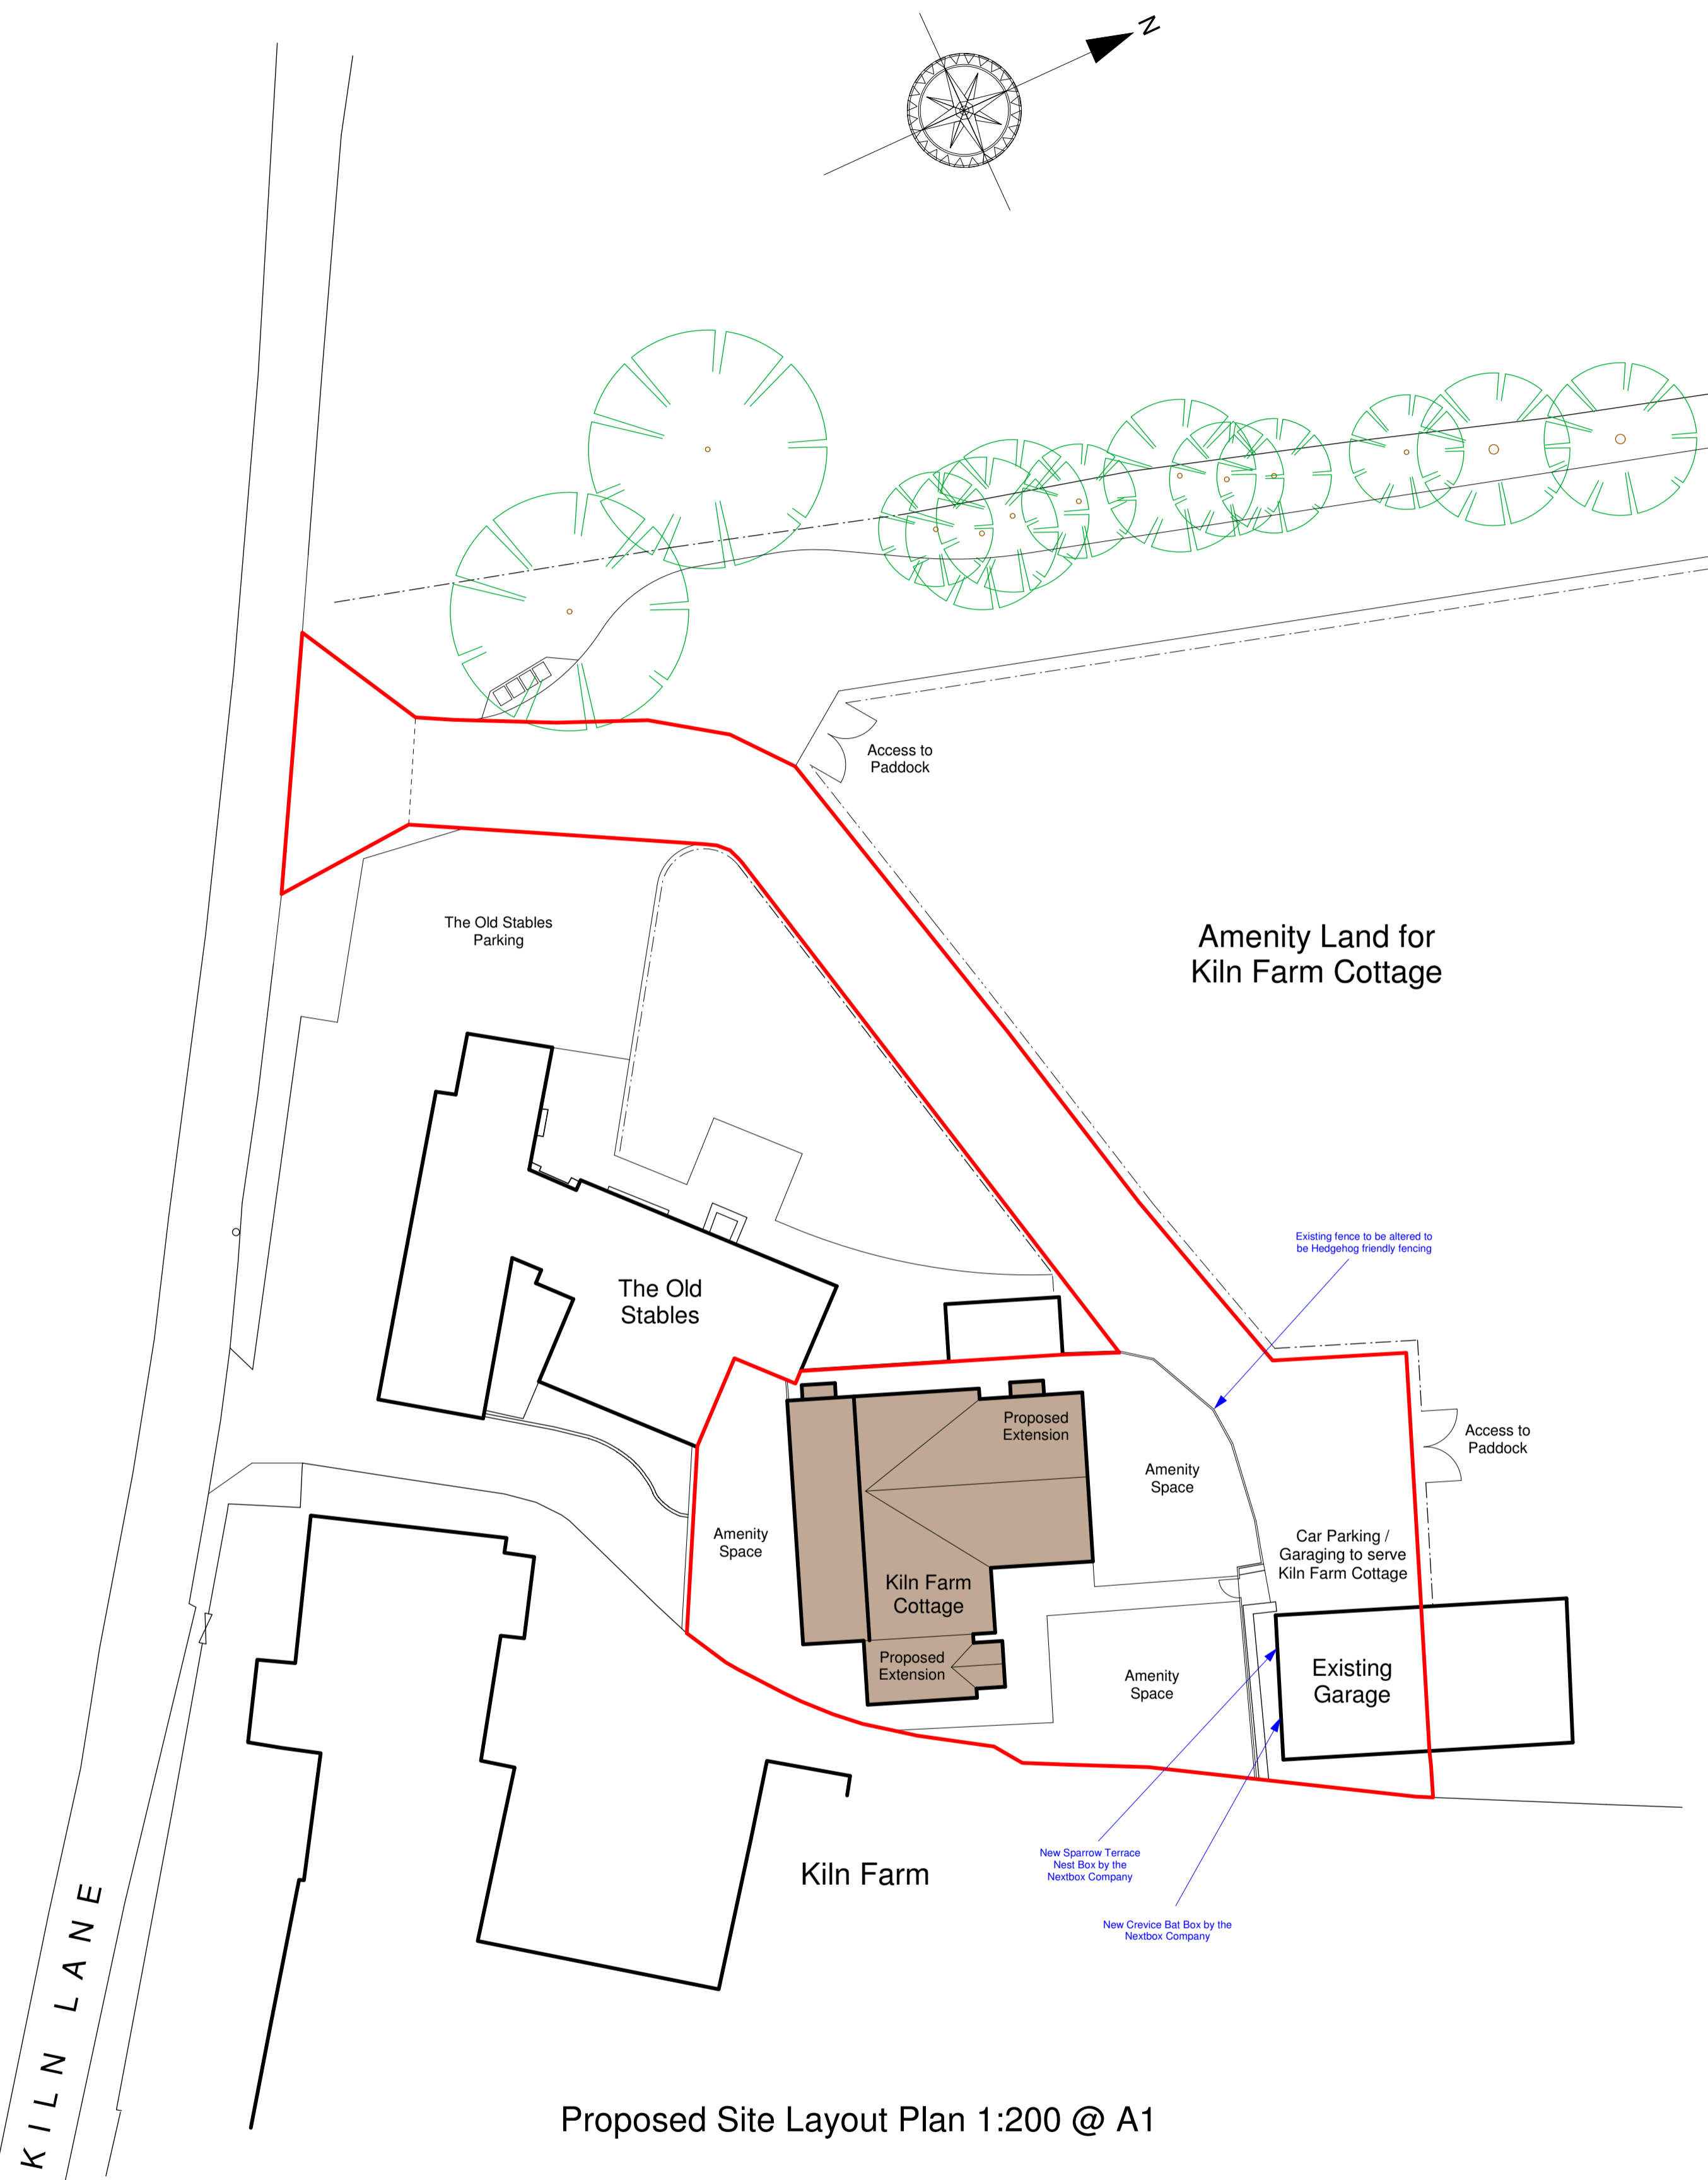 N
Access to
Paddock
The Old Stables
Parking
Amenity Land for
Kiln Farm Cottage
Existing fence to be altered to
be Hedgehog friendly fencing
The Old
Stables
Proposed
Extension
Access to
Paddock
Amenity
Space
Amenity
Space
Car Parking /
Garaging to serve
Kiln Farm Cottage
Kiln Farm
Cottage
Proposed
Extension
Amenity
Space
Existing
Garage
New Sparrow Terrace
Nest Box by the
Nextbox Company
Kiln Farm
New Crevice Bat Box by the
Nextbox Company
KILN LANE
Proposed Site Layout Plan 1:200 @ A1